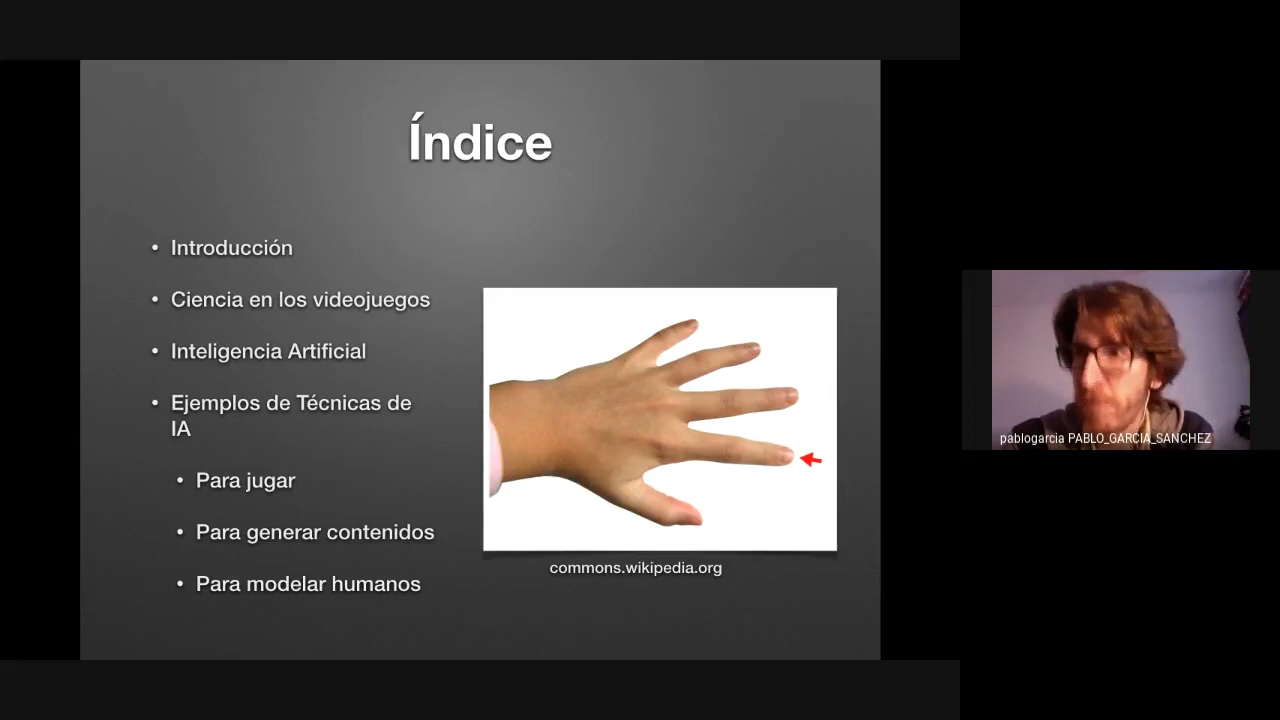 Índice
• Introducción
• Ciencia en los videojuegos
• Inteligencia Artificial
• Ejemplos de Técnicas de
IA
• Para jugar
• Para generar contenidos
• Para modelar humanos
commons.wikipedia.org
pablogarcia PABLO_GARCIA_SANCHEZ